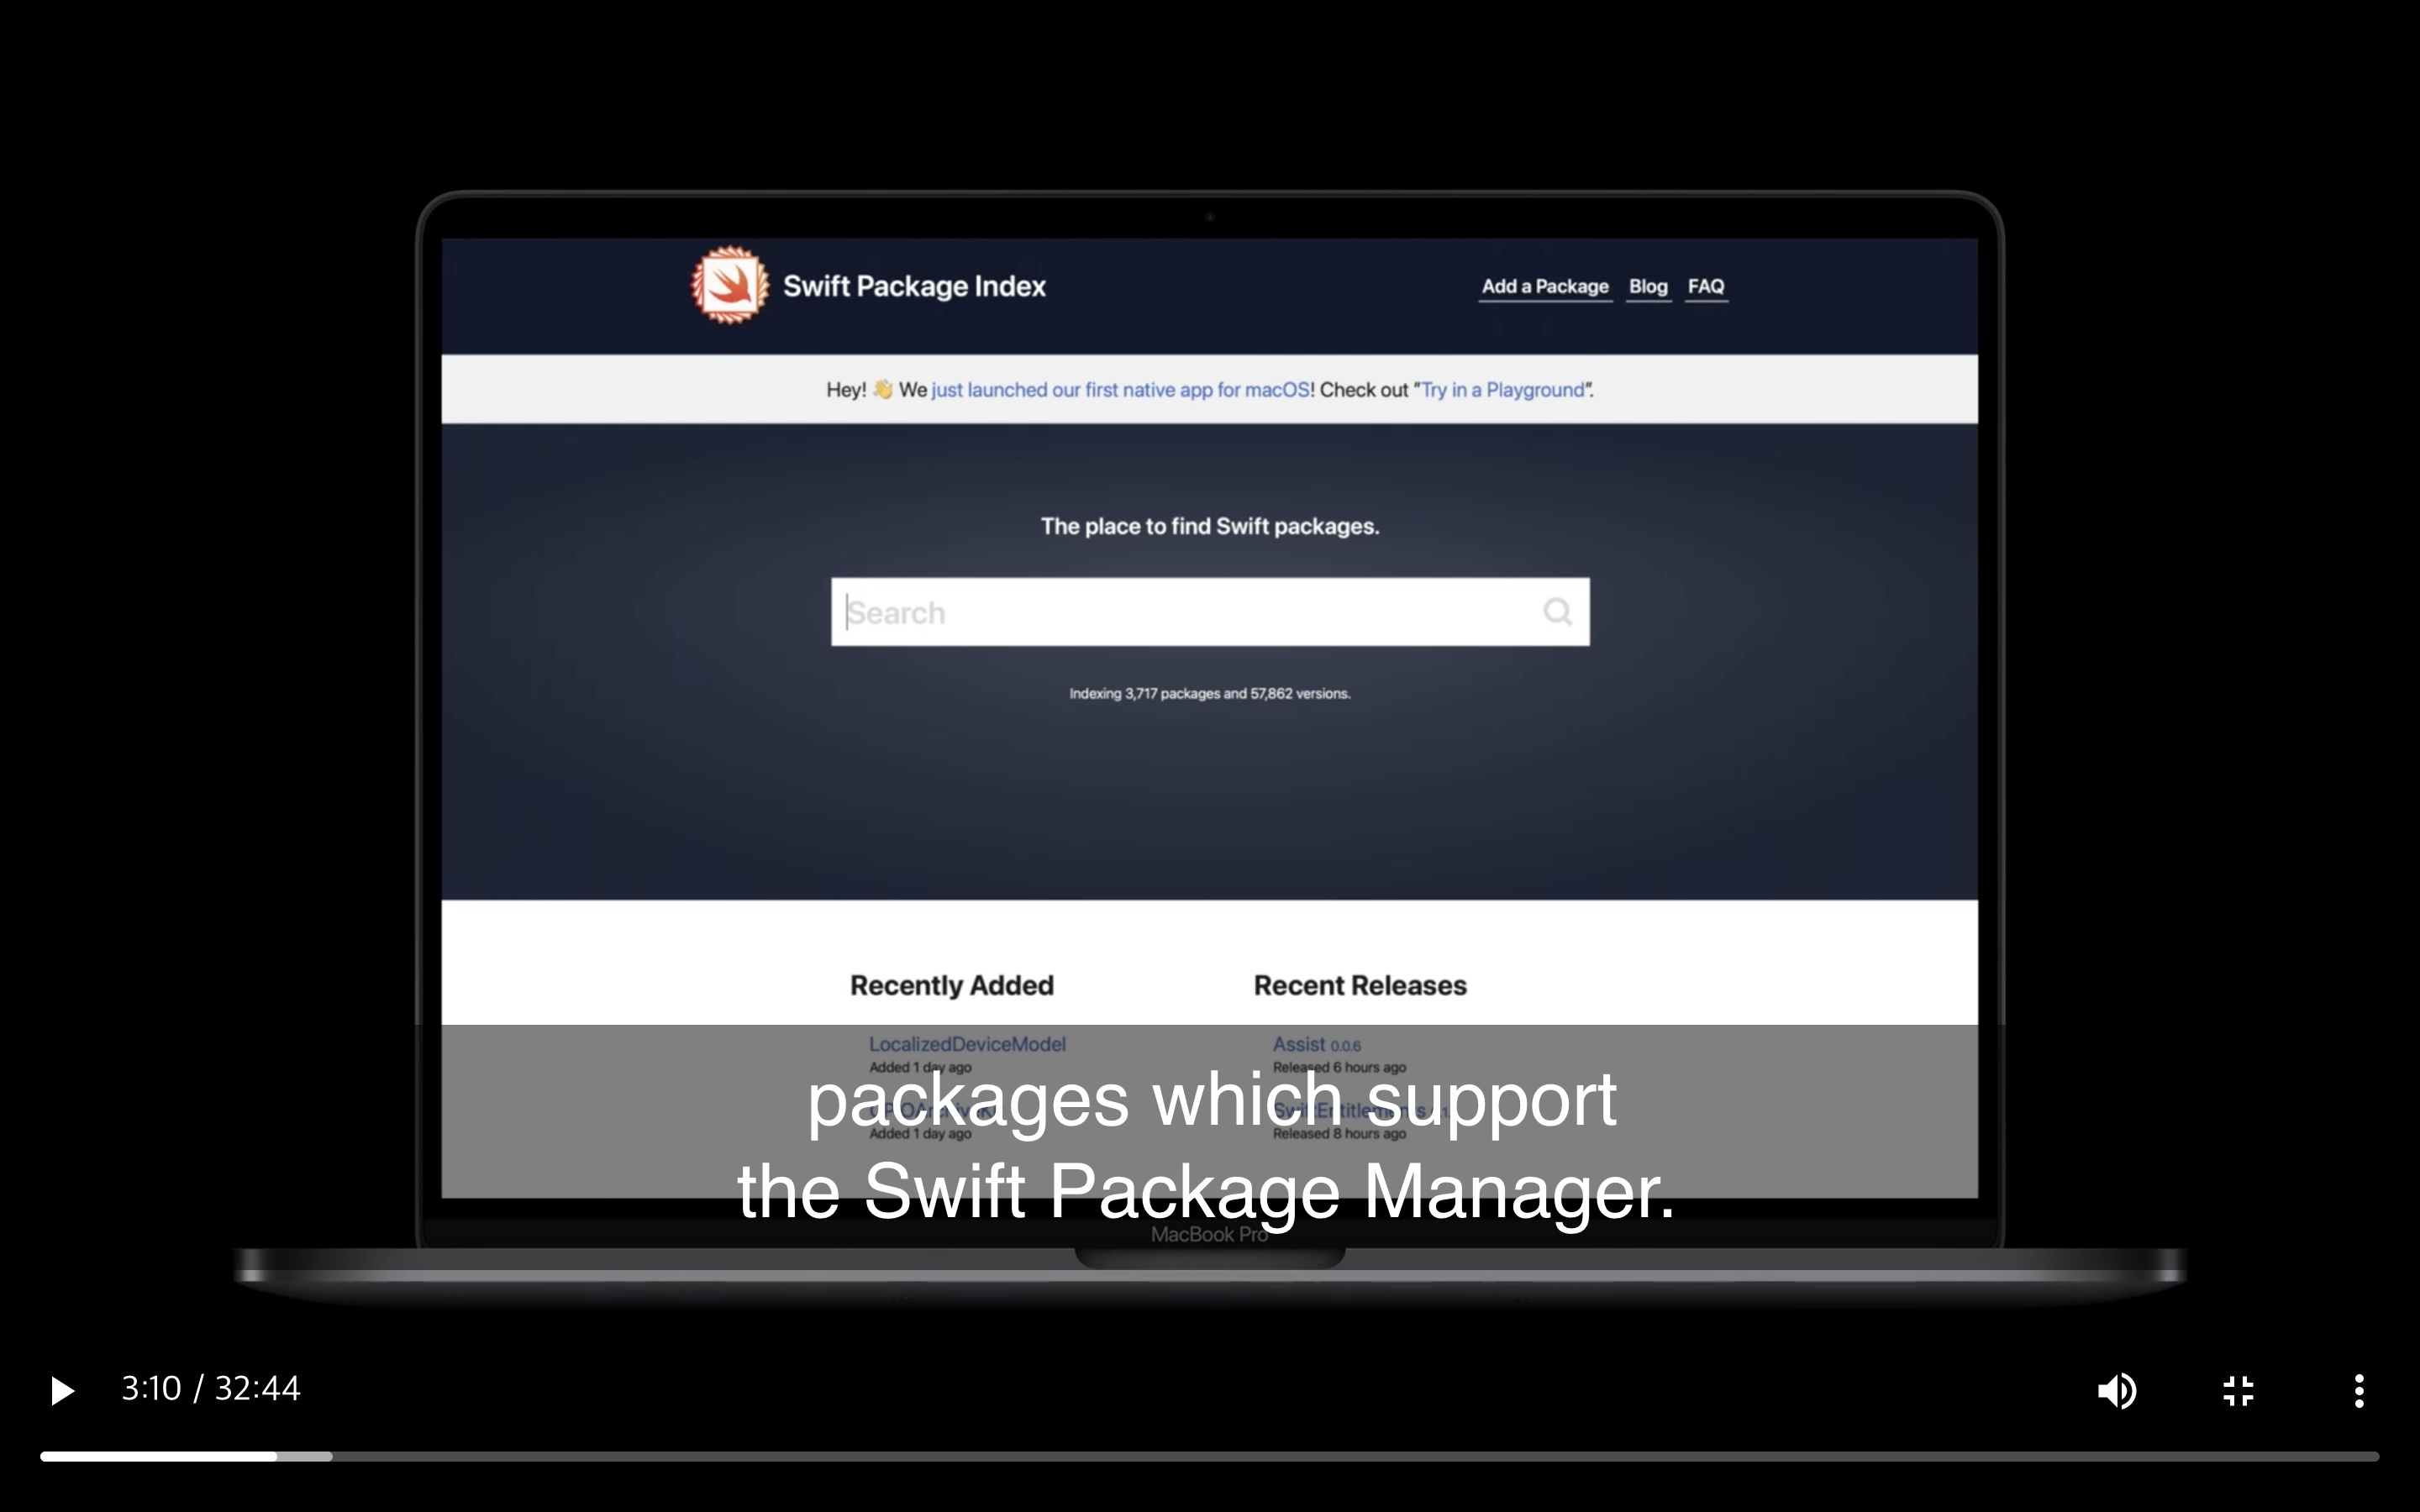 Swift Package Index
Add a Package Blog FAQ
Hey! 👋 We just launched our first native app for macOS! Check out “Try in a Playground”.
The place to find Swift packages.
Search
Indexing 3,717 packages and 57,862 versions.
Recently Added
Recent Releases
LocalizedDeviceModel
Added 1 day ago
Assist 0.0.6
Released 6 hours ago
Added 1 day ago
SwiftEntitlements
Released 8 hours ago
packages which support
the Swift Package Manager.
MacBook Pro
3:10 / 32:44